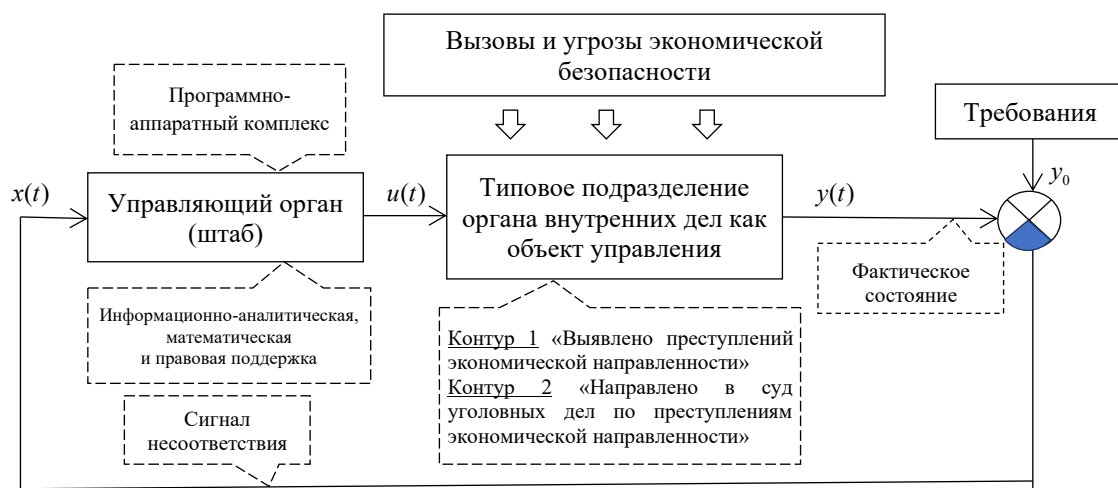 Вызовы и угрозы экономической
безопасности
Программно-
аппаратный комплекс
Требования
x(t)
Управляющий орган
(штаб)
u(t)
Типовое подразделение
органа внутренних дел как
объект управления
y(t)
y₀
Фактическое
состояние
Информационно-аналитическая,
математическая
и правовая поддержка
Контур 1 «Выявлено преступлений
экономической направленности»
Контур 2 «Направлено в суд
уголовных дел по преступлениям
экономической направленности»
Сигнал
несоответствия